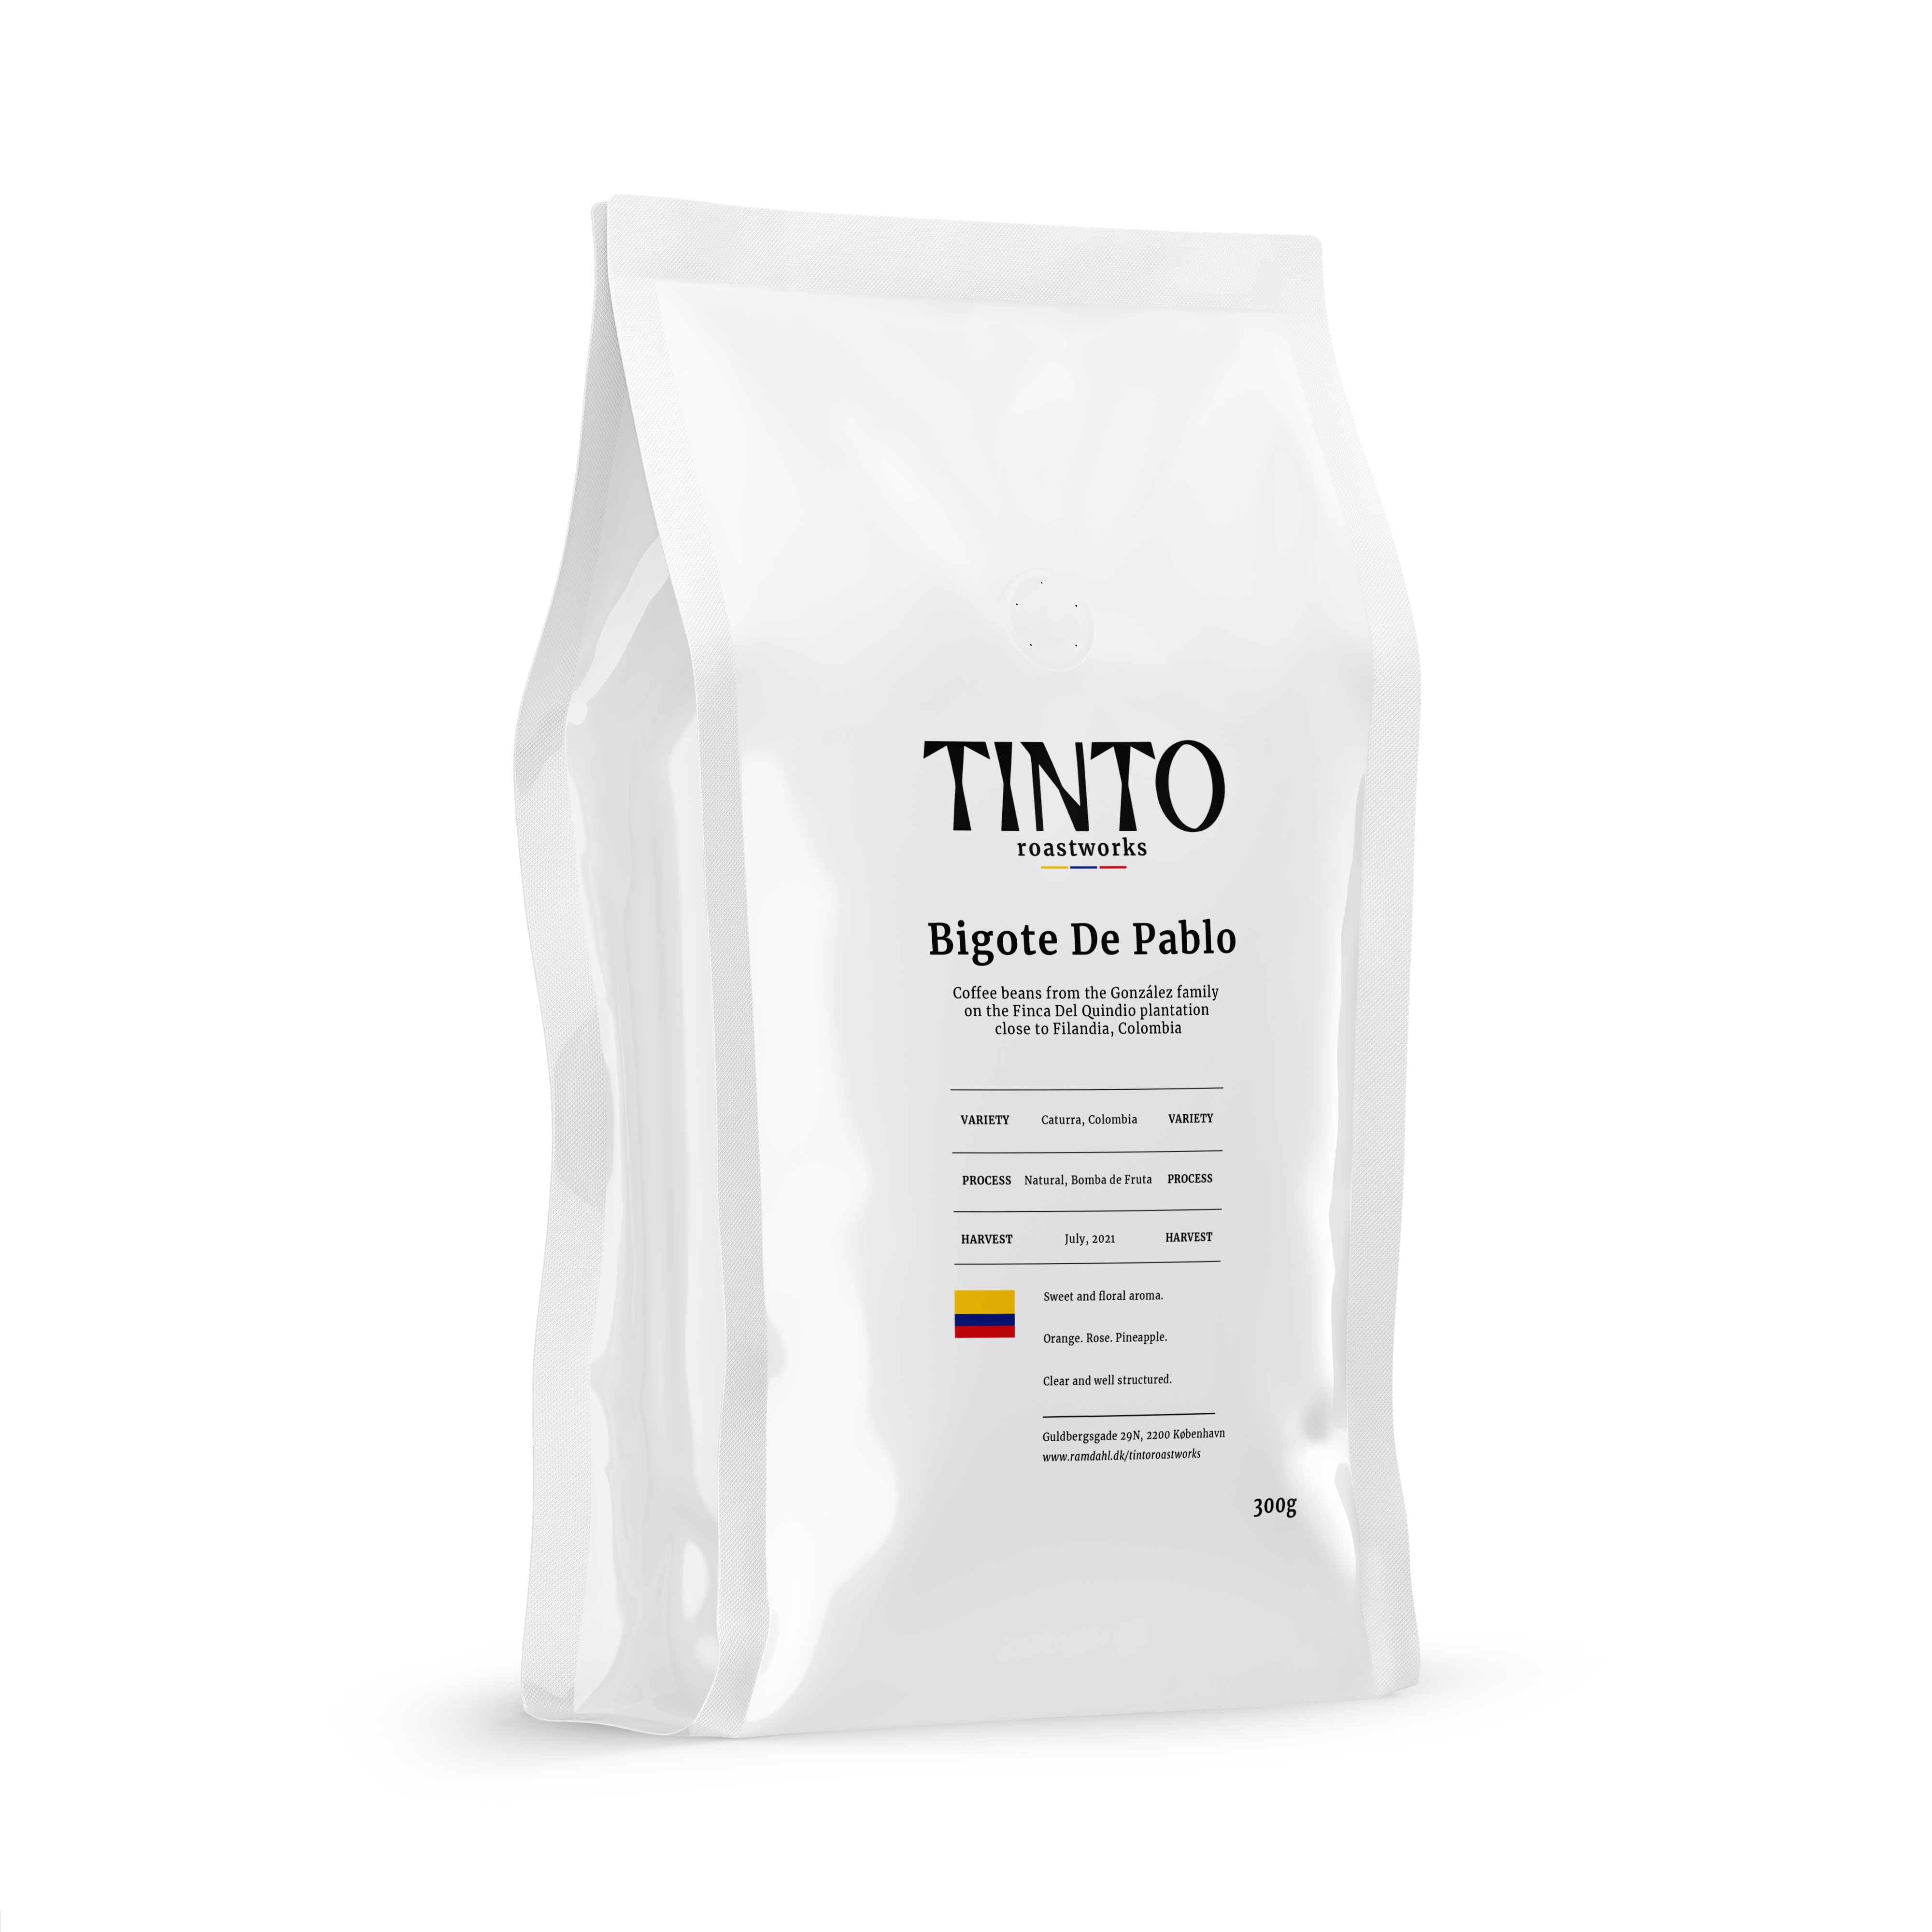 TINTO
roastworks
Bigote De Pablo
Coffee beans from the González family
on the Finca Del Quindio plantation
close to Filandia, Colombia
VARIETY Caturra, Colombia VARIETY
PROCESS Natural, Bomba de Fruta PROCESS
HARVEST July, 2021 HARVEST
Sweet and floral aroma.
Orange. Rose. Pineapple.
Clear and well structured.
Guldbergsgade 29N, 2200 København
www.ramdahl.dk/tintoroastworks
300g